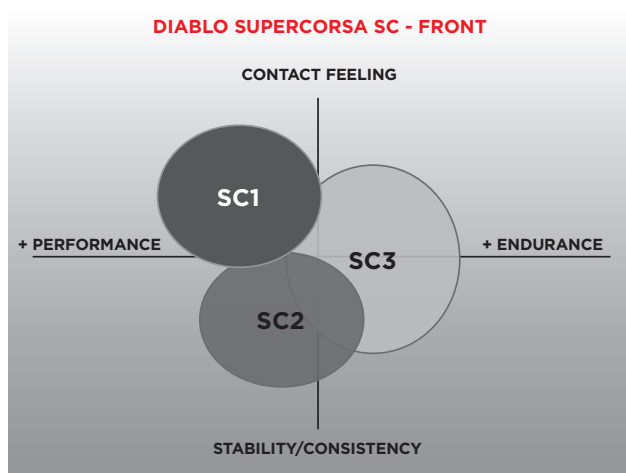 DIABLO SUPERCORSA SC - FRONT
CONTACT FEELING
SC1
+ PERFORMANCE
+ ENDURANCE
SC3
SC2
STABILITY/CONSISTENCY